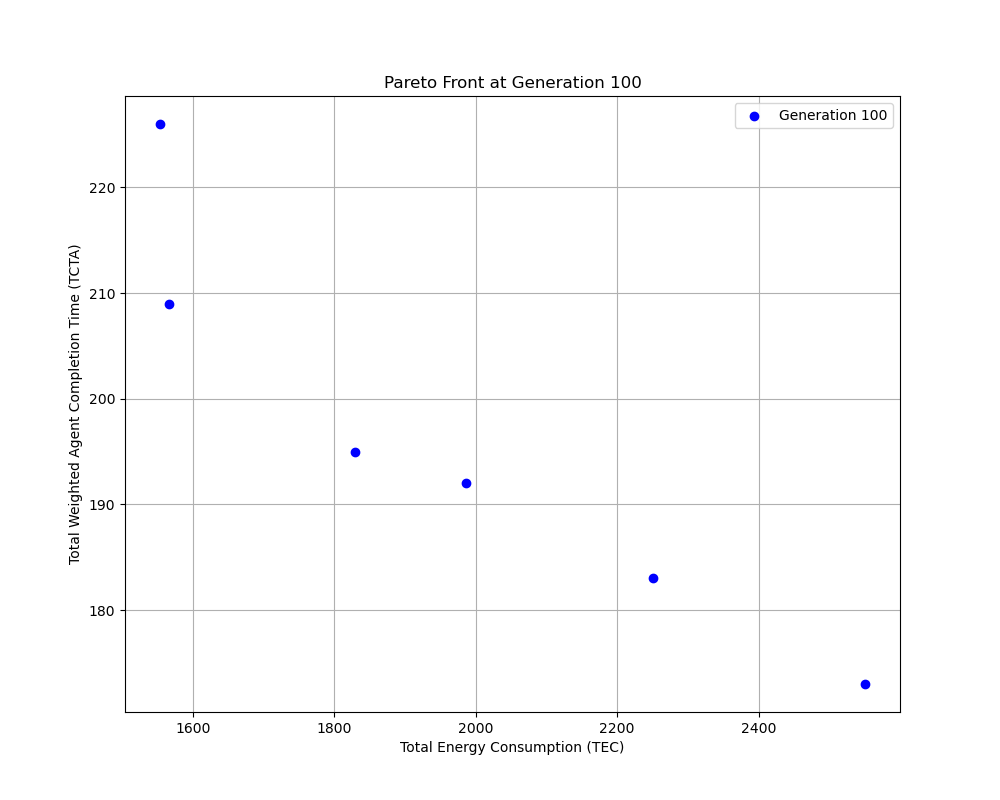 Pareto Front at Generation 100
Generation 100
Total Weighted Agent Completion Time (TCTA)
220
210
200
190
180
1600 1800 2000 2200 2400
Total Energy Consumption (TEC)